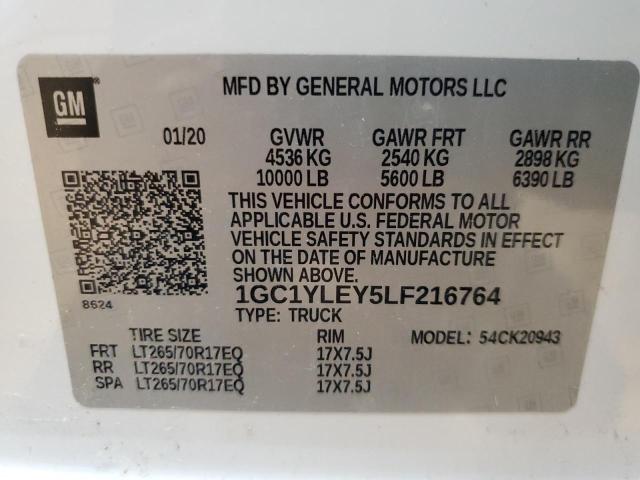 GM
MFD BY GENERAL MOTORS LLC
01/20 GVWR GAWR FRT GAWR RR
4536 KG 2540 KG 2898 KG
10000 LB 5600 LB 6390 LB
THIS VEHICLE CONFORMS TO ALL
APPLICABLE U.S. FEDERAL MOTOR
VEHICLE SAFETY STANDARDS IN EFFECT
ON THE DATE OF MANUFACTURE
SHOWN ABOVE.
8624
1GC1YLEY5LF216764
TYPE: TRUCK
TIRE SIZE RIM MODEL: 54CK20943
FRT LT265/70R17EQ 17X7.5J
RR LT265/70R17EQ 17X7.5J
SPA LT265/70R17EQ 17X7.5J